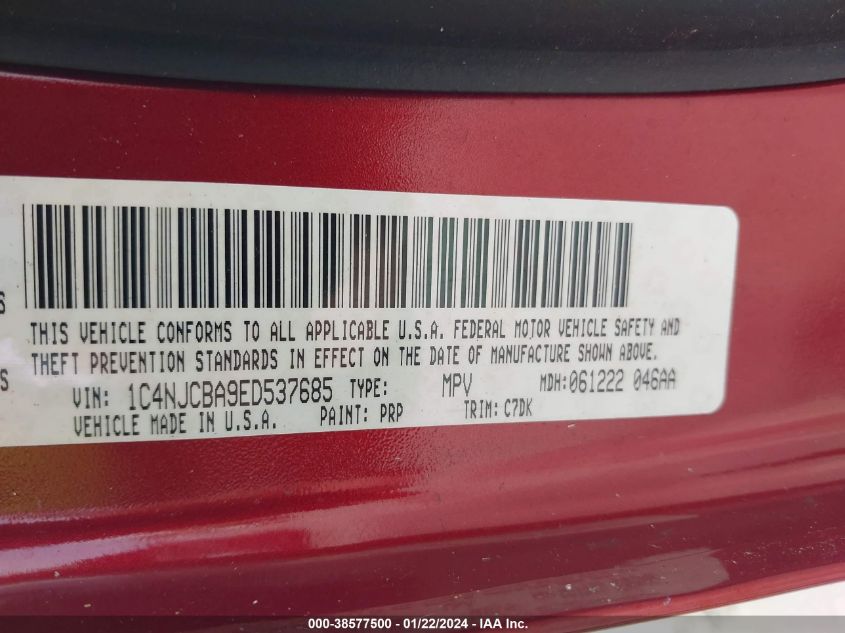 S
THIS VEHICLE CONFORMS TO ALL APPLICABLE U.S.A. FEDERAL MOTOR VEHICLE SAFETY AND
THEFT PREVENTION STANDARDS IN EFFECT ON THE DATE OF MANUFACTURE SHOWN ABOVE.
S
VIN: 1C4NJCBA9ED537685 TYPE: MPV MDH:061222 046AA
VEHICLE MADE IN U.S.A. PAINT: PRP TRIM: C7DK
000-38577500 - 01/22/2024 - IAA Inc.